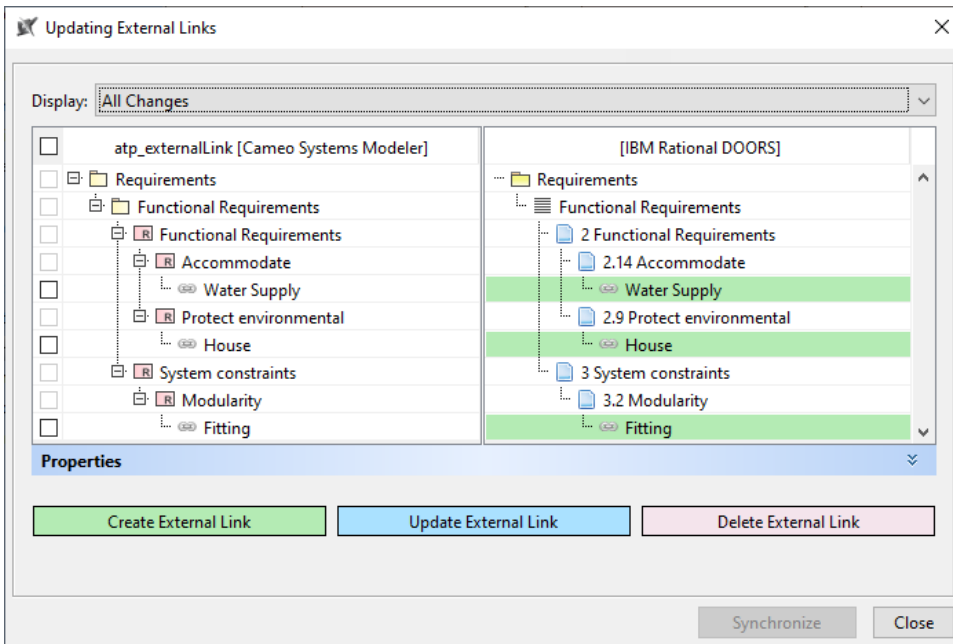 Updating External Links
Display: All Changes
atp_externalLink [Cameo Systems Modeler] [IBM Rational DOORS]
Requirements Requirements
Functional Requirements Functional Requirements
R Functional Requirements 2 Functional Requirements
R Accommodate 2.14 Accommodate
Water Supply Water Supply
R Protect environmental 2.9 Protect environmental
House House
R System constraints 3 System constraints
R Modularity 3.2 Modularity
Fitting Fitting
Properties
Create External Link Update External Link Delete External Link
Synchronize Close